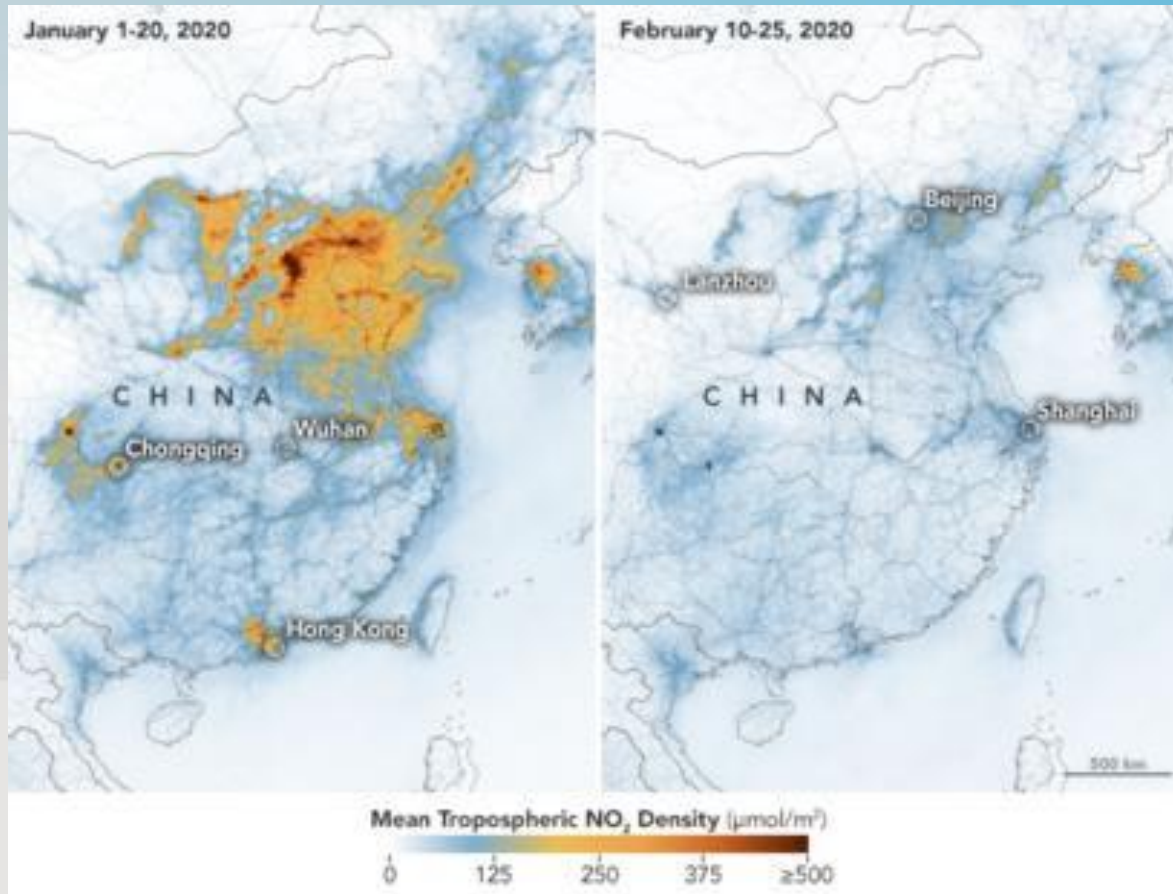 January 1-20, 2020
CHINA
Wuhan
Chongqing
Hong Kong
February 10-25, 2020
Beijing
Lanzhou
CHINA
Shanghai
500 km
Mean Tropospheric NO₂ Density (µmol/m²)
0 125 250 375 ≥500